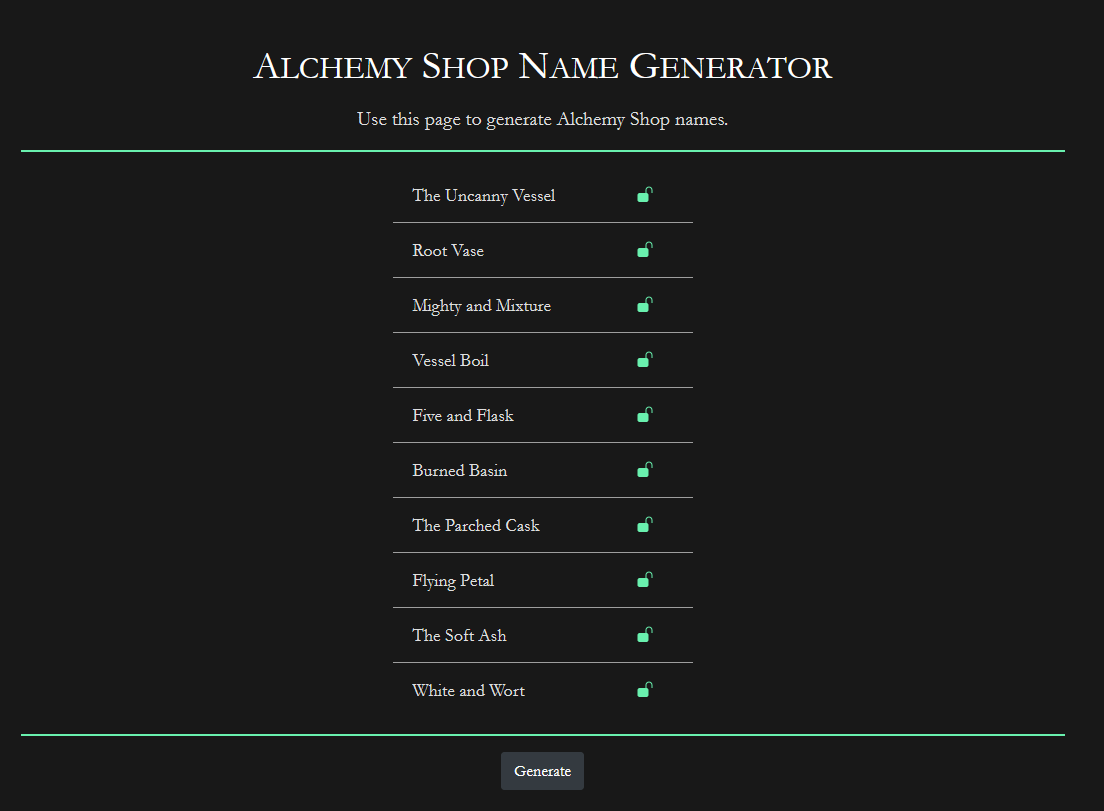 Alchemy Shop Name Generator
Use this page to generate Alchemy Shop names.
The Uncanny Vessel
Root Vase
Mighty and Mixture
Vessel Boil
Five and Flask
Burned Basin
The Parched Cask
Flying Petal
The Soft Ash
White and Wort
Generate